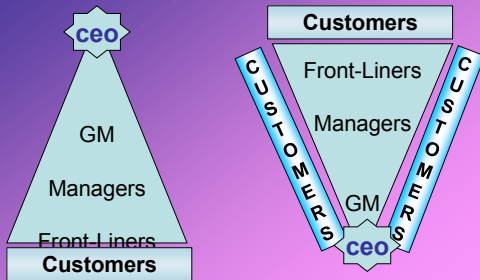 ceo
GM
Managers
Front-Liners
Customers
Customers
Front-Liners
Managers
GM
ceo
CUSTOMERS
CUSTOMERS